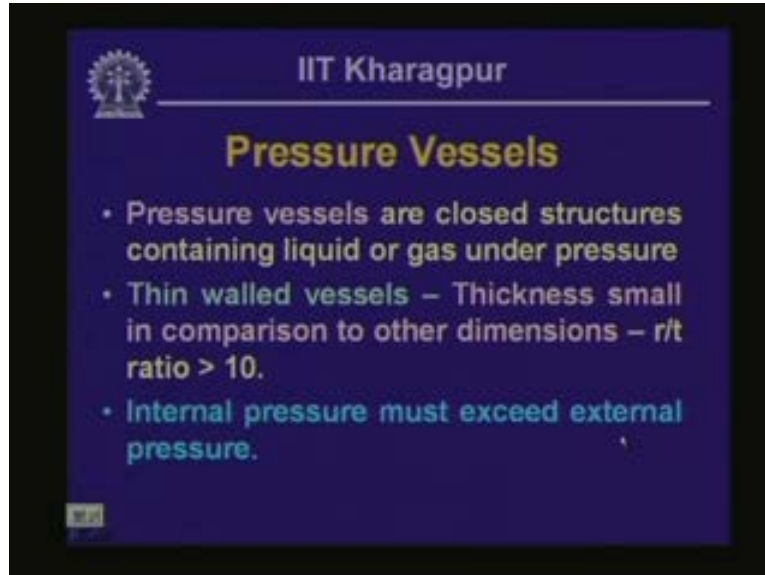 IIT Kharagpur
Pressure Vessels
• Pressure vessels are closed structures
containing liquid or gas under pressure
• Thin walled vessels – Thickness small
in comparison to other dimensions – r/t
ratio > 10.
• Internal pressure must exceed external
pressure.